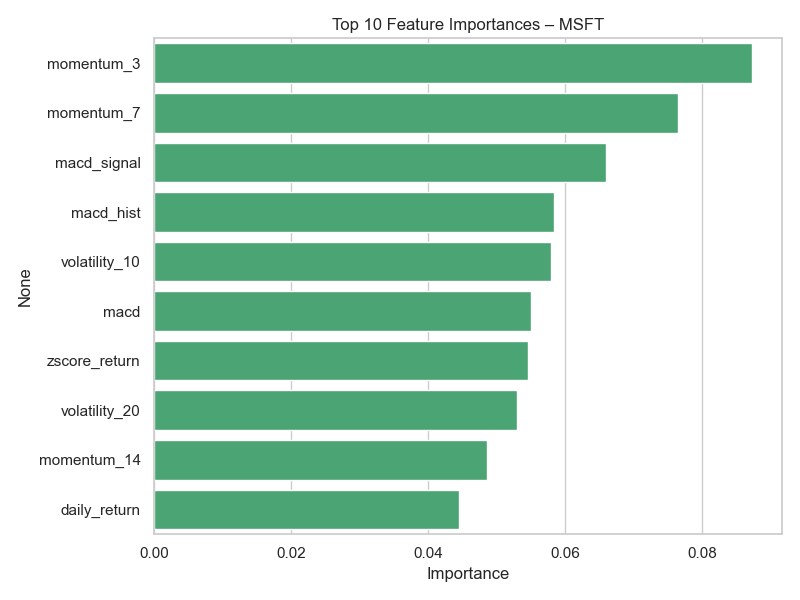 Top 10 Feature Importances – MSFT
momentum_3
momentum_7
macd_signal
macd_hist
volatility_10
macd
zscore_return
volatility_20
momentum_14
daily_return
None
0.00 0.02 0.04 0.06 0.08
Importance